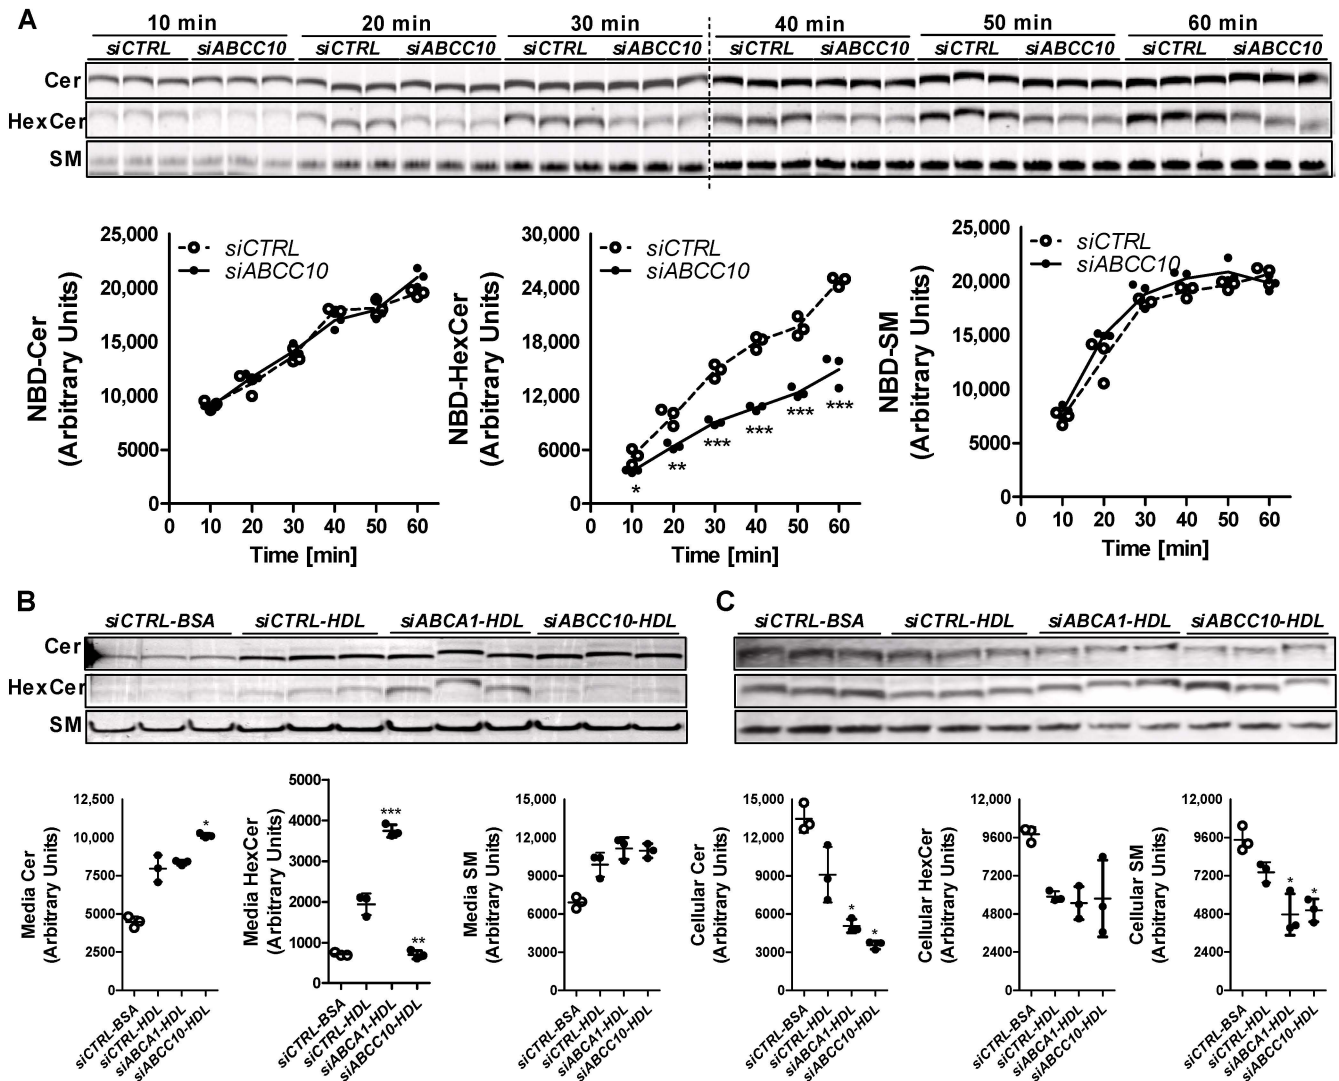 A
10 min 20 min 30 min 40 min 50 min 60 min
siCTRL siABCC10 siCTRL siABCC10 siCTRL siABCC10 siCTRL siABCC10 siCTRL siABCC10 siCTRL siABCC10
Cer
HexCer
SM
NBD-Cer
(Arbitrary Units)
25,000
20,000
15,000
10,000
5000
0
siCTRL
siABCC10
0 10 20 30 40 50 60
Time [min]
NBD-HexCer
(Arbitrary Units)
30,000
24,000
18,000
12,000
6000
0
siCTRL
siABCC10
* ** *** *** *** ***
0 10 20 30 40 50 60
Time [min]
NBD-SM
(Arbitrary Units)
25,000
20,000
15,000
10,000
5000
0
siCTRL
siABCC10
0 10 20 30 40 50 60
Time [min]
B
siCTRL-BSA siCTRL-HDL siABCA1-HDL siABCC10-HDL
Cer
HexCer
SM
C
siCTRL-BSA siCTRL-HDL siABCA1-HDL siABCC10-HDL
Media Cer
(Arbitrary Units)
12,500
10,000
7500
5000
2500
0
*
siCTRL-BSA
siCTRL-HDL
siABCA1-HDL
siABCC10-HDL
Media HexCer
(Arbitrary Units)
5000
4000
3000
2000
1000
0
***
**
siCTRL-BSA
siCTRL-HDL
siABCA1-HDL
siABCC10-HDL
Media SM
(Arbitrary Units)
15,000
12,000
9000
6000
3000
0
siCTRL-BSA
siCTRL-HDL
siABCA1-HDL
siABCC10-HDL
Cellular Cer
(Arbitrary Units)
15,000
12,000
9000
6000
3000
0
*
*
siCTRL-BSA
siCTRL-HDL
siABCA1-HDL
siABCC10-HDL
Cellular HexCer
(Arbitrary Units)
12,000
9600
7200
4800
2400
0
siCTRL-BSA
siCTRL-HDL
siABCA1-HDL
siABCC10-HDL
Cellular SM
(Arbitrary Units)
12,000
9600
7200
4800
2400
0
*
*
siCTRL-BSA
siCTRL-HDL
siABCA1-HDL
siABCC10-HDL